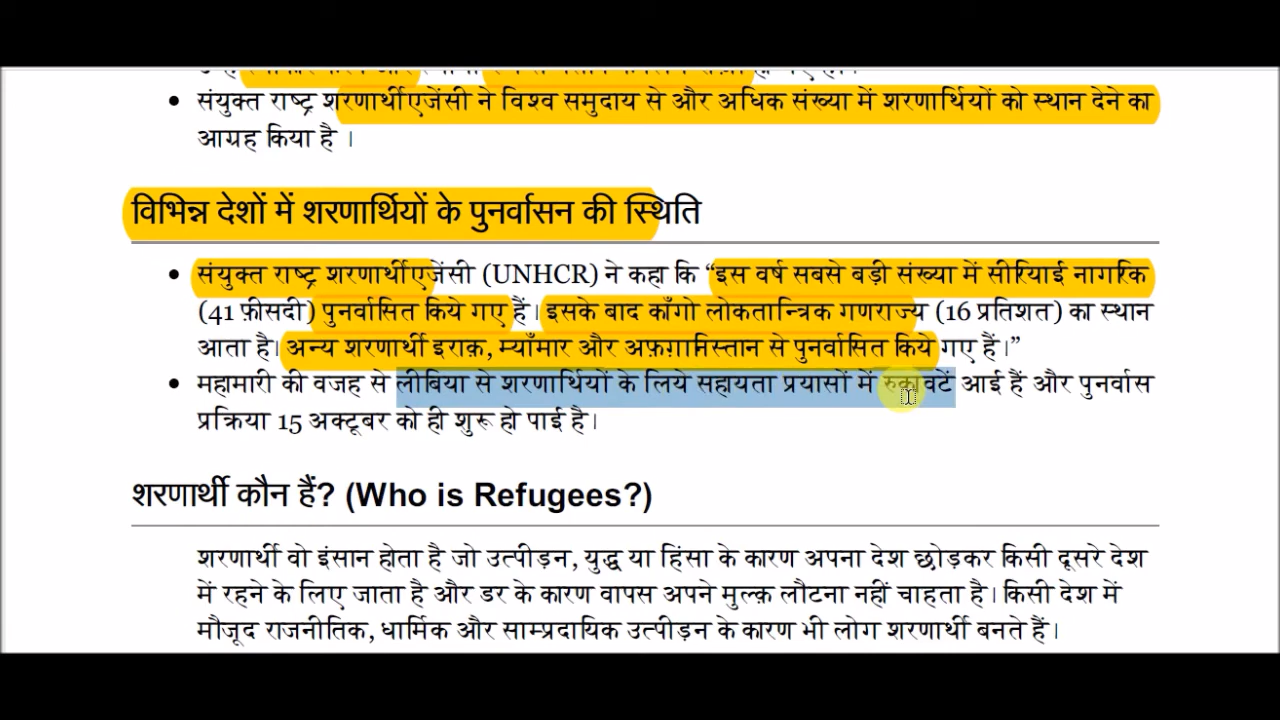 संयुक्त राष्ट्र शरणार्थी एजेंसी ने विश्व समुदाय से और अधिक संख्या में शरणार्थियों को स्थान देने का
आग्रह किया है ।
विभिन्न देशों में शरणार्थियों के पुनर्वासन की स्थिति
संयुक्त राष्ट्र शरणार्थी एजेंसी (UNHCR) ने कहा कि “इस वर्ष सबसे बड़ी संख्या में सीरियाई नागरिक
(41 फ़ीसदी) पुनर्वासित किये गए हैं। इसके बाद काँगो लोकतान्त्रिक गणराज्य (16 प्रतिशत) का स्थान
आता है। अन्य शरणार्थी इराक़, म्याँमार और अफ़ग़ानिस्तान से पुनर्वासित किये गए हैं।”
महामारी की वजह से लीबिया से शरणार्थियों के लिये सहायता प्रयासों में रुकावटें आई हैं और पुनर्वास
प्रक्रिया 15 अक्टूबर को ही शुरू हो पाई है।
शरणार्थी कौन हैं? (Who is Refugees?)
शरणार्थी वो इंसान होता है जो उत्पीड़न, युद्ध या हिंसा के कारण अपना देश छोड़कर किसी दूसरे देश
में रहने के लिए जाता है और डर के कारण वापस अपने मुल्क़ लौटना नहीं चाहता है। किसी देश में
मौजूद राजनीतिक, धार्मिक और साम्प्रदायिक उत्पीड़न के कारण भी लोग शरणार्थी बनते हैं।